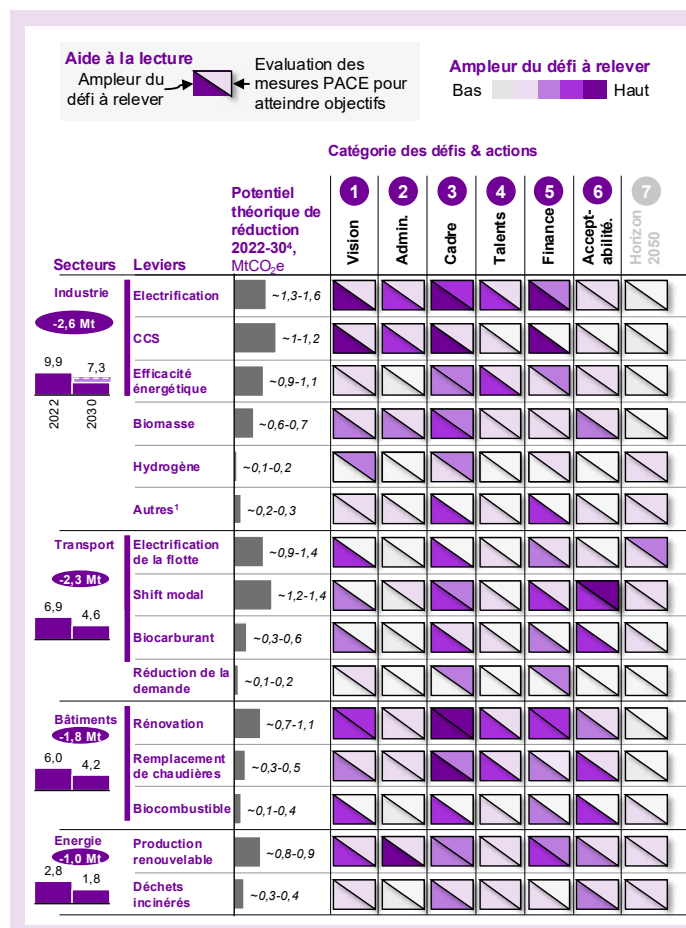 Aide à la lecture
Ampleur du
défi à relever
Evaluation des
mesures PACE pour
atteindre objectifs
Ampleur du défi à relever
Bas
Haut
Catégorie des défis & actions
Potentiel
théorique de
réduction
2022-30⁴,
MtCO₂e
1
2
3
4
5
6
7
Vision
Admin.
Cadre
Talents
Finance
Accept-
abilité.
Horizon
2050
Secteurs
Leviers
Industrie
-2,6 Mt
9,9
7,3
2022
2030
Electrification
~1,3-1,6
CCS
~1-1,2
Efficacité
énergétique
~0,9-1,1
Biomasse
~0,6-0,7
Hydrogène
~0,1-0,2
Autres¹
~0,2-0,3
Transport
-2,3 Mt
6,9
4,6
Electrification
de la flotte
~0,9-1,4
Shift modal
~1,2-1,4
Biocarburant
~0,3-0,6
Réduction de la
demande
~0,1-0,2
Bâtiments
-1,8 Mt
6,0
4,2
Rénovation
~0,7-1,1
Remplacement
de chaudières
~0,3-0,5
Biocombustible
~0,1-0,4
Energie
-1,0 Mt
2,8
1,8
Production
renouvelable
~0,8-0,9
Déchets
incinérés
~0,3-0,4